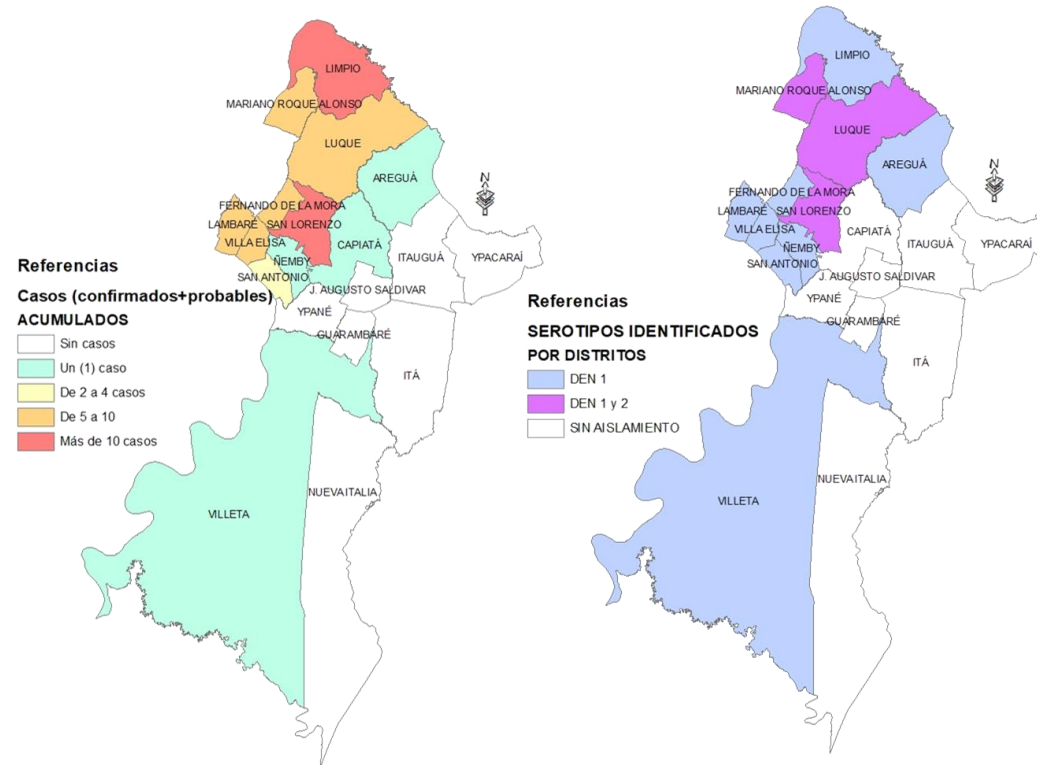 LIMPIO
MARIANO ROQUE ALONSO
LUQUE
AREGUÁ
N
FERNANDO DE LA MORA
LAMBARÉ
SAN LORENZO
VILLA ELISA
CAPIATÁ
ITAUGUÁ
YPACARAÍ
ÑEMBY
SAN ANTONIO
J. AUGUSTO SALDIVAR
YPANÉ
GUARAMBARÉ
ITÁ
NUEVA ITALIA
VILLETA
Referencias
Casos (confirmados+probables)
ACUMULADOS
Sin casos
Un (1) caso
De 2 a 4 casos
De 5 a 10
Más de 10 casos
LIMPIO
MARIANO ROQUE ALONSO
LUQUE
AREGUÁ
N
FERNANDO DE LA MORA
LAMBARÉ
SAN LORENZO
VILLA ELISA
CAPIATÁ
ITAUGUÁ
YPACARAÍ
ÑEMBY
SAN ANTONIO
J. AUGUSTO SALDIVAR
YPANÉ
GUARAMBARÉ
ITÁ
NUEVA ITALIA
VILLETA
Referencias
SEROTIPOS IDENTIFICADOS
POR DISTRITOS
DEN 1
DEN 1 y 2
SIN AISLAMIENTO